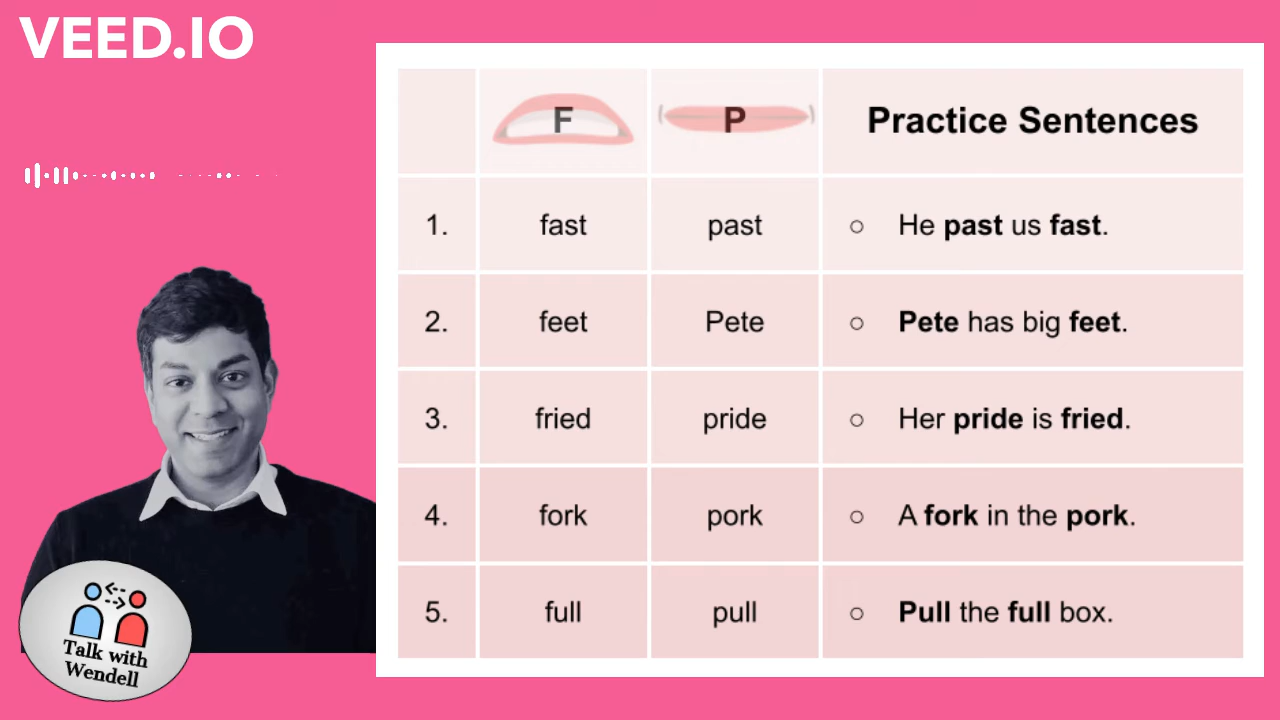 VEED.IO
F P Practice Sentences
1. fast past ○ He past us fast.
2. feet Pete ○ Pete has big feet.
3. fried pride ○ Her pride is fried.
4. fork pork ○ A fork in the pork.
5. full pull ○ Pull the full box.
Talk with
Wendell